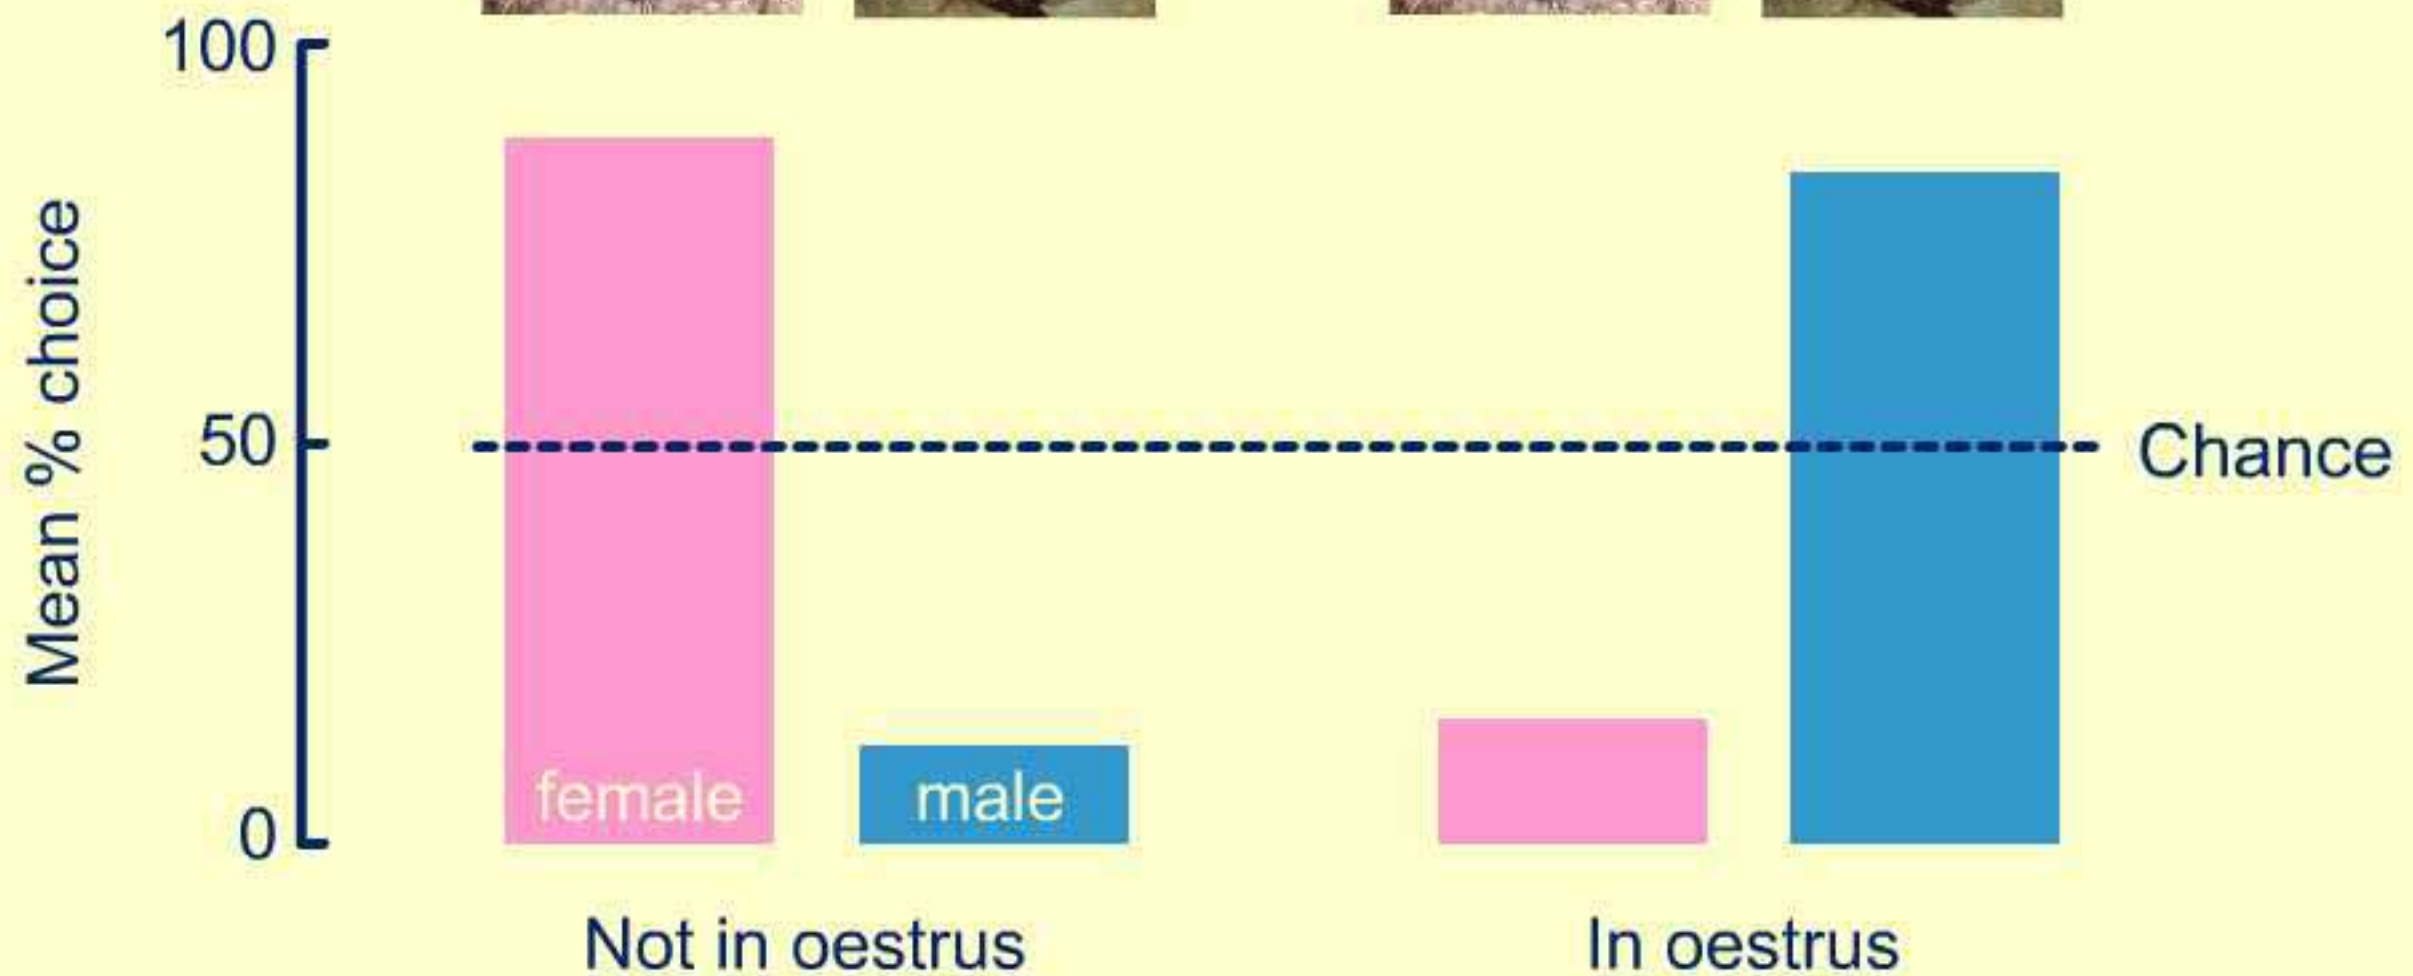 100
Mean % choice
50
Chance
female
male
0
Not in oestrus
In oestrus